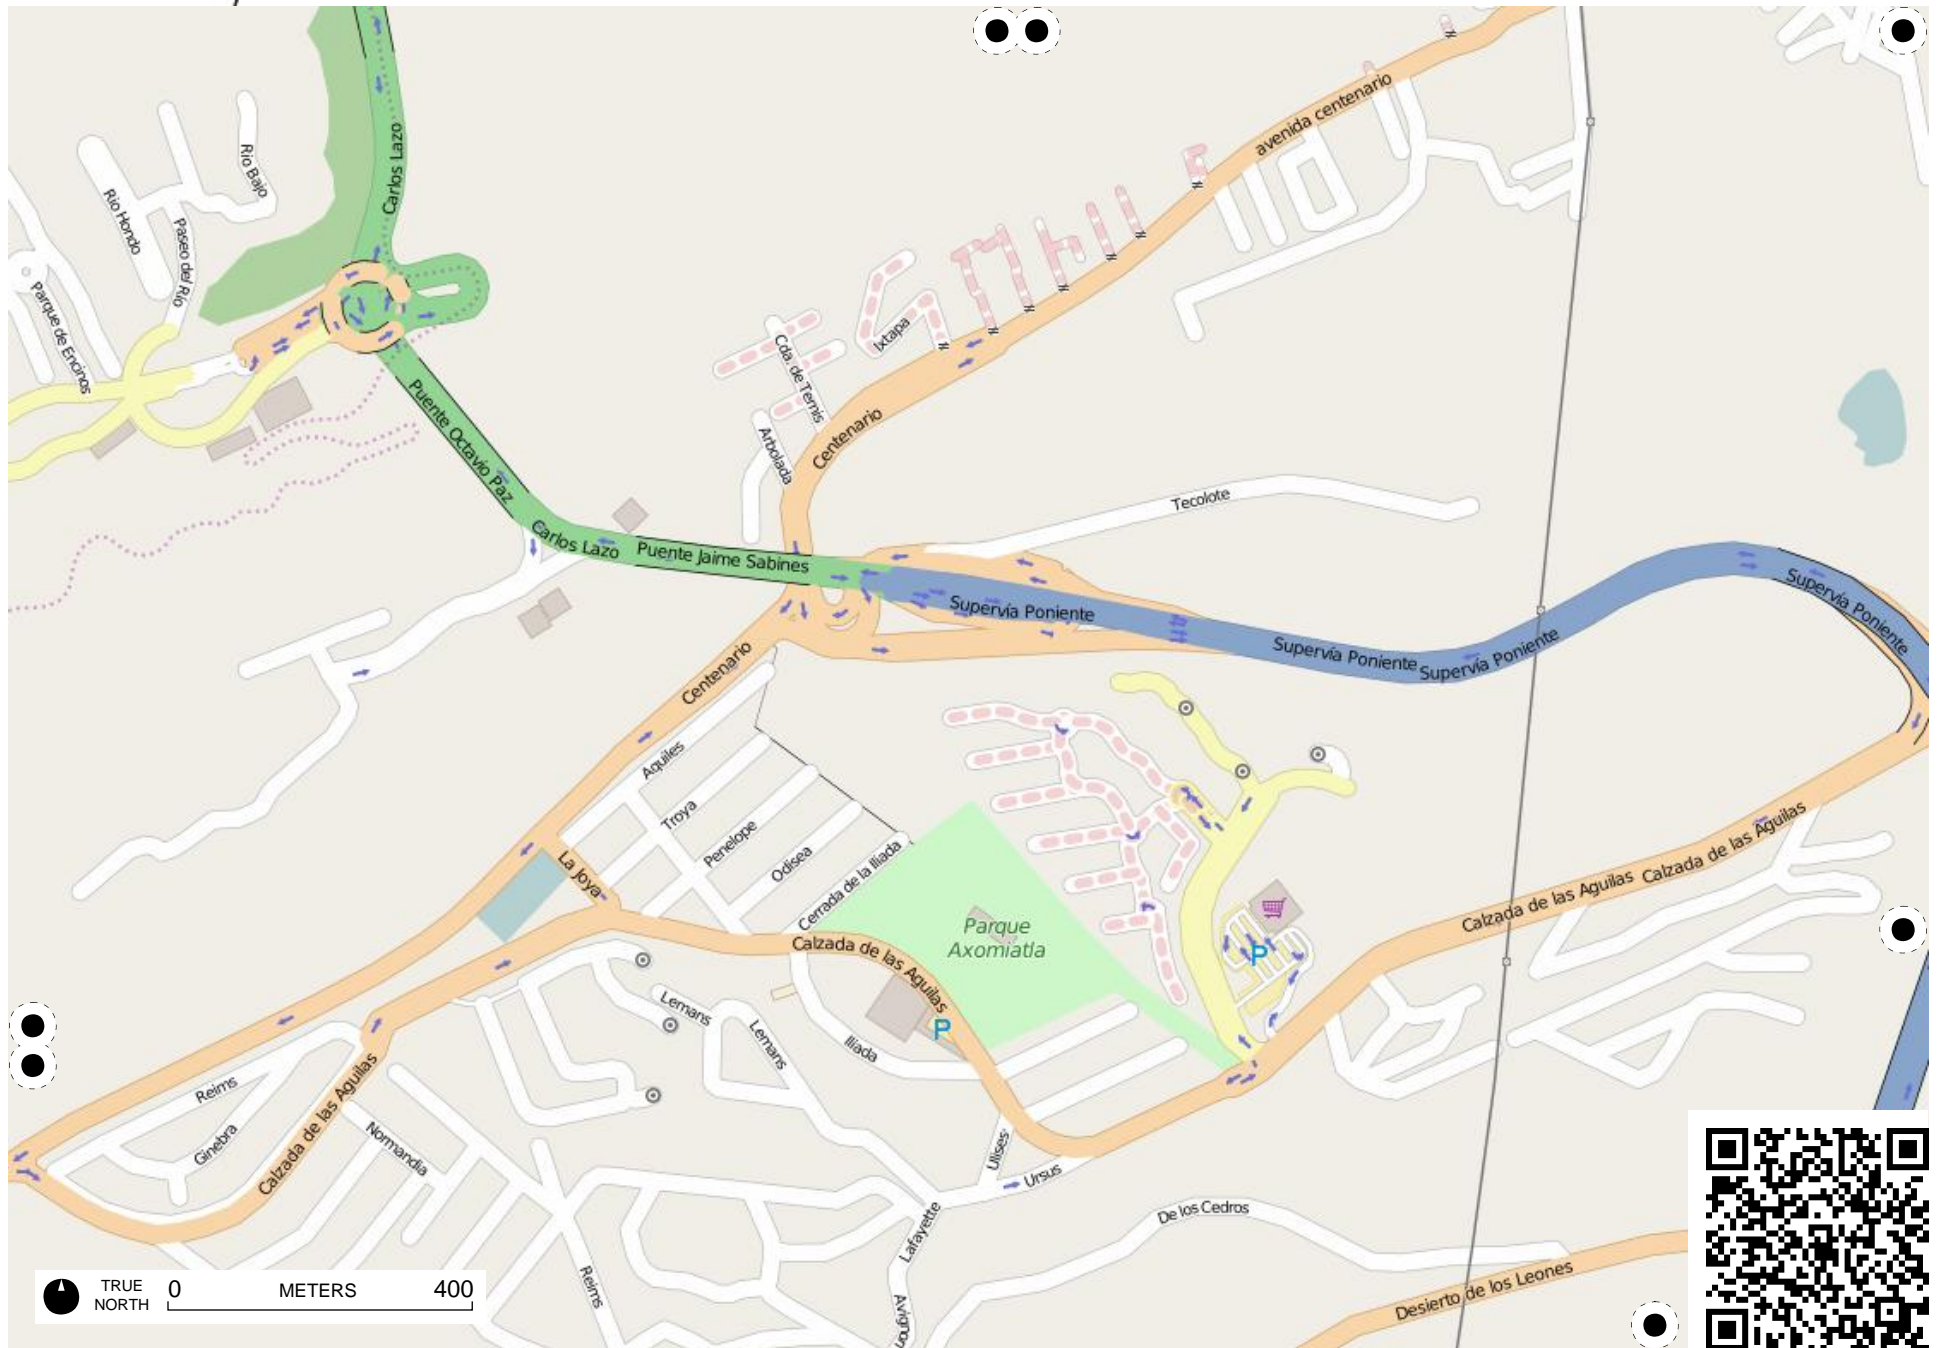 Carlos Lazo
avenida centenario
Rio Bajo
Rio Hondo
Paseo del Río
Parque de Encinos
Ixtapa
Cda. de Ternis
Centenario
Arbolada
Puente Octavio Paz
Tecolote
Carlos Lazo
Puente Jaime Sabines
Supervía Poniente
Supervía Poniente
Supervía Poniente
Supervía Poniente
Centenario
Aquiles
Troya
Penelope
Odisea
Cerrada de la Iliada
La Joya
Calzada de las Aguilas
Calzada de las Aguilas
Parque
Axomiatla
Calzada de las Aguilas
P
P
Lemans
Lemans
Iliada
Reims
Ginebra
Calzada de las Aguilas
Normandia
Ulises
Ursus
Lafayette
De los Cedros
Reims
Desierto de los Leones
TRUE
NORTH
0 METERS 400